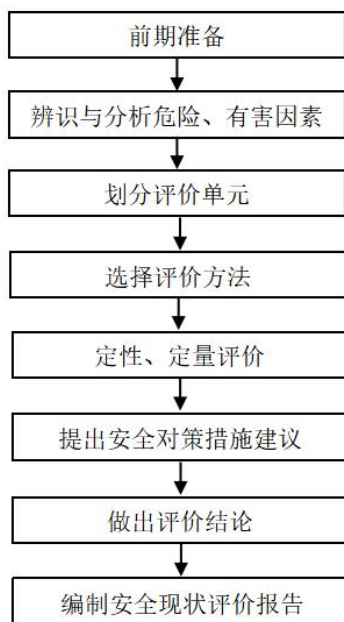 前期准备
辨识与分析危险、有害因素
划分评价单元
选择评价方法
定性、定量评价
提出安全对策措施建议
做出评价结论
编制安全现状评价报告